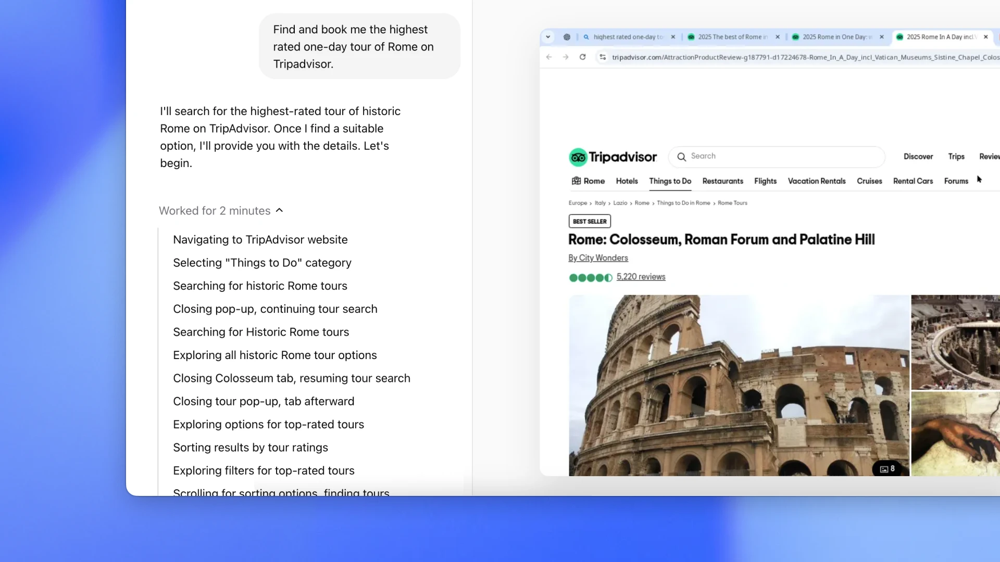 Find and book me the highest
rated one-day tour of Rome on
Tripadvisor.
I'll search for the highest-rated tour of historic
Rome on TripAdvisor. Once I find a suitable
option, I'll provide you with the details. Let's
begin.
Worked for 2 minutes
Navigating to TripAdvisor website
Selecting "Things to Do" category
Searching for historic Rome tours
Closing pop-up, continuing tour search
Searching for Historic Rome tours
Exploring all historic Rome tour options
Closing Colosseum tab, resuming tour search
Closing tour pop-up, tab afterward
Exploring options for top-rated tours
Sorting results by tour ratings
Exploring filters for top-rated tours
Scrolling for sorting options, finding tours
highest rated one-day to
2025 The best of Rome in
2025 Rome in One Day: w
2025 Rome In A Day incl.V
tripadvisor.com/AttractionProductReview-g187791-d17224678-Rome_In_A_Day_incl_Vatican_Museums_Sistine_Chapel_Colos
Tripadvisor
Search
Discover Trips Review
Rome Hotels Things to Do Restaurants Flights Vacation Rentals Cruises Rental Cars Forums
Europe › Italy › Lazio › Rome › Things to Do in Rome › Rome Tours
BEST SELLER
Rome: Colosseum, Roman Forum and Palatine Hill
By City Wonders
5,220 reviews
8